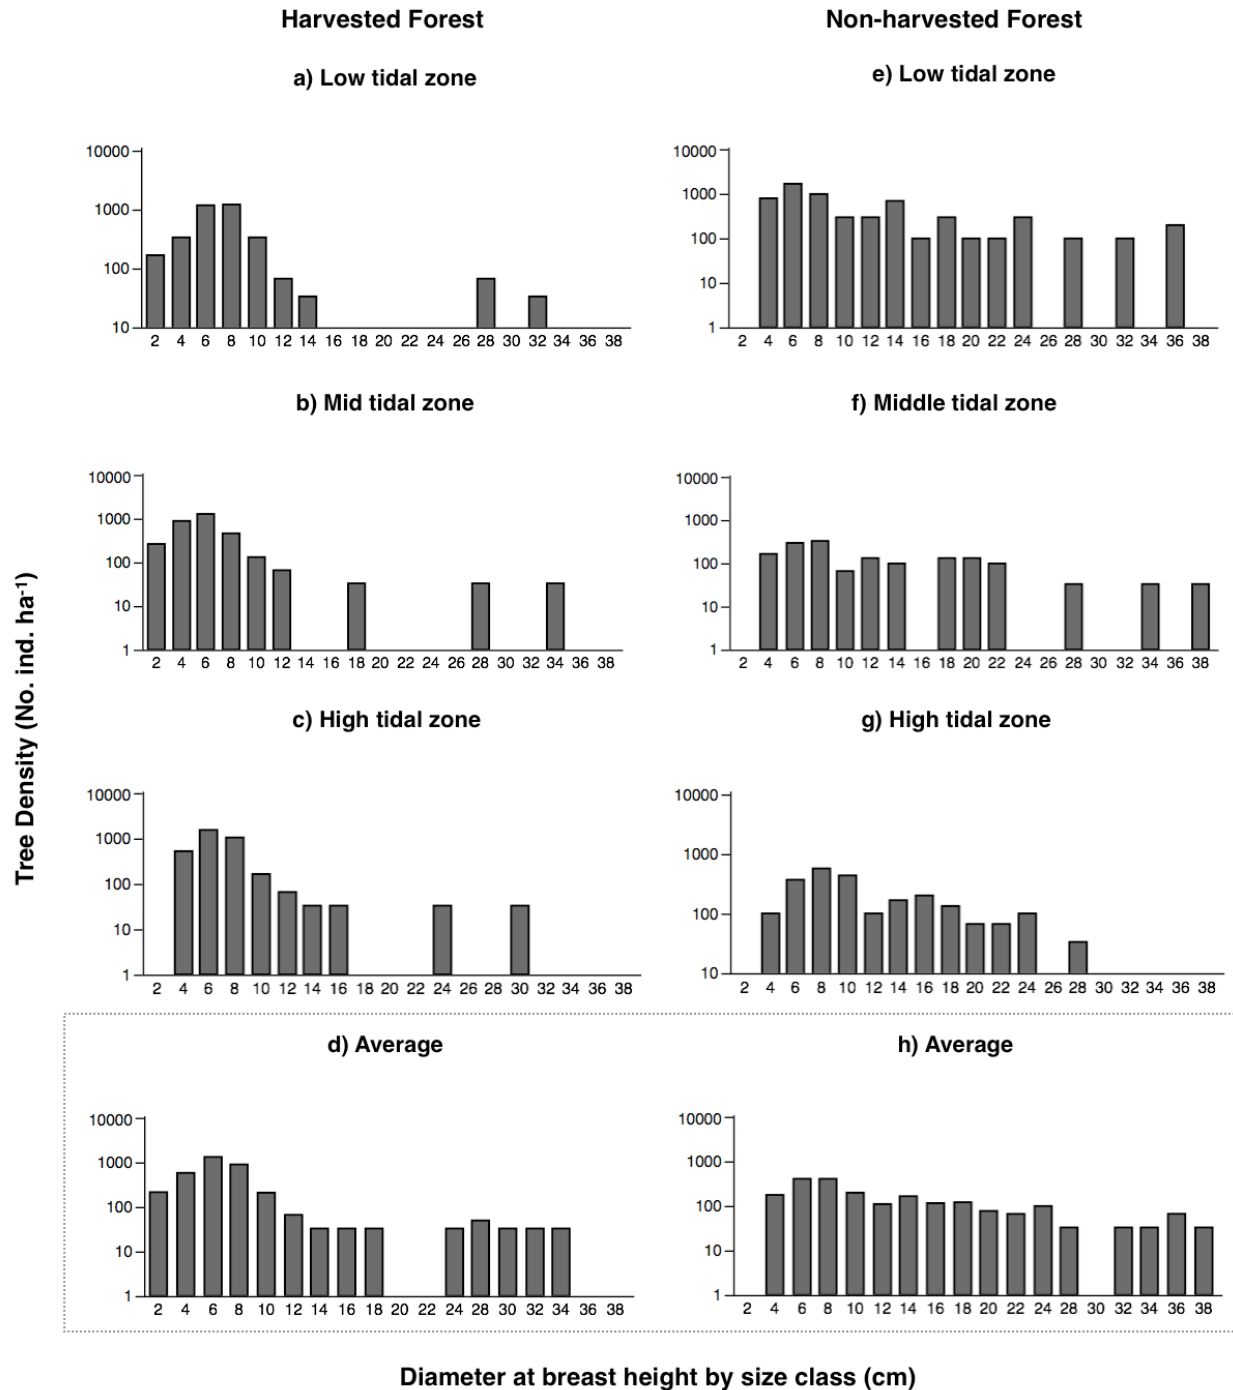 Harvested Forest
Non-harvested Forest
a) Low tidal zone
10000
1000
100
10
2 4 6 8 10 12 14 16 18 20 22 24 26 28 30 32 34 36 38
e) Low tidal zone
10000
1000
100
10
1
2 4 6 8 10 12 14 16 18 20 22 24 26 28 30 32 34 36 38
b) Mid tidal zone
10000
1000
100
10
1
2 4 6 8 10 12 14 16 18 20 22 24 26 28 30 32 34 36 38
f) Middle tidal zone
10000
1000
100
10
1
2 4 6 8 10 12 14 16 18 20 22 24 26 28 30 32 34 36 38
c) High tidal zone
10000
1000
100
10
1
2 4 6 8 10 12 14 16 18 20 22 24 26 28 30 32 34 36 38
g) High tidal zone
10000
1000
100
10
2 4 6 8 10 12 14 16 18 20 22 24 26 28 30 32 34 36 38
d) Average
10000
1000
100
10
1
2 4 6 8 10 12 14 16 18 20 22 24 28 30 32 34 36 38
h) Average
10000
1000
100
10
1
2 4 6 8 10 12 14 16 18 20 22 24 28 30 32 34 36 38
Tree Density (No. ind. ha⁻¹)
Diameter at breast height by size class (cm)